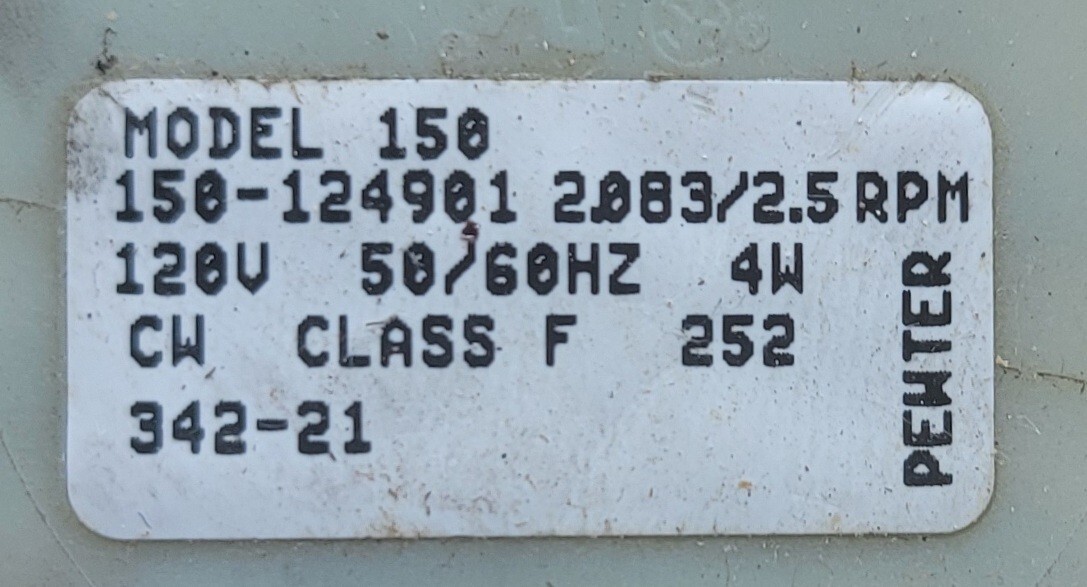 MODEL 150
150-124901 2.083/2.5 RPM
120V 50/60HZ 4W
CW CLASS F 252
342-21
PEWTER